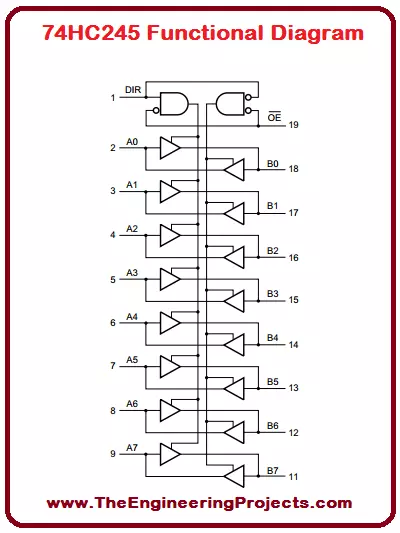 74HC245 Functional Diagram
1 DIR
OE 19
2 A0
B0 18
3 A1
B1 17
4 A2
B2 16
5 A3
B3 15
6 A4
B4 14
7 A5
B5 13
8 A6
B6 12
9 A7
B7 11
www.TheEngineeringProjects.com